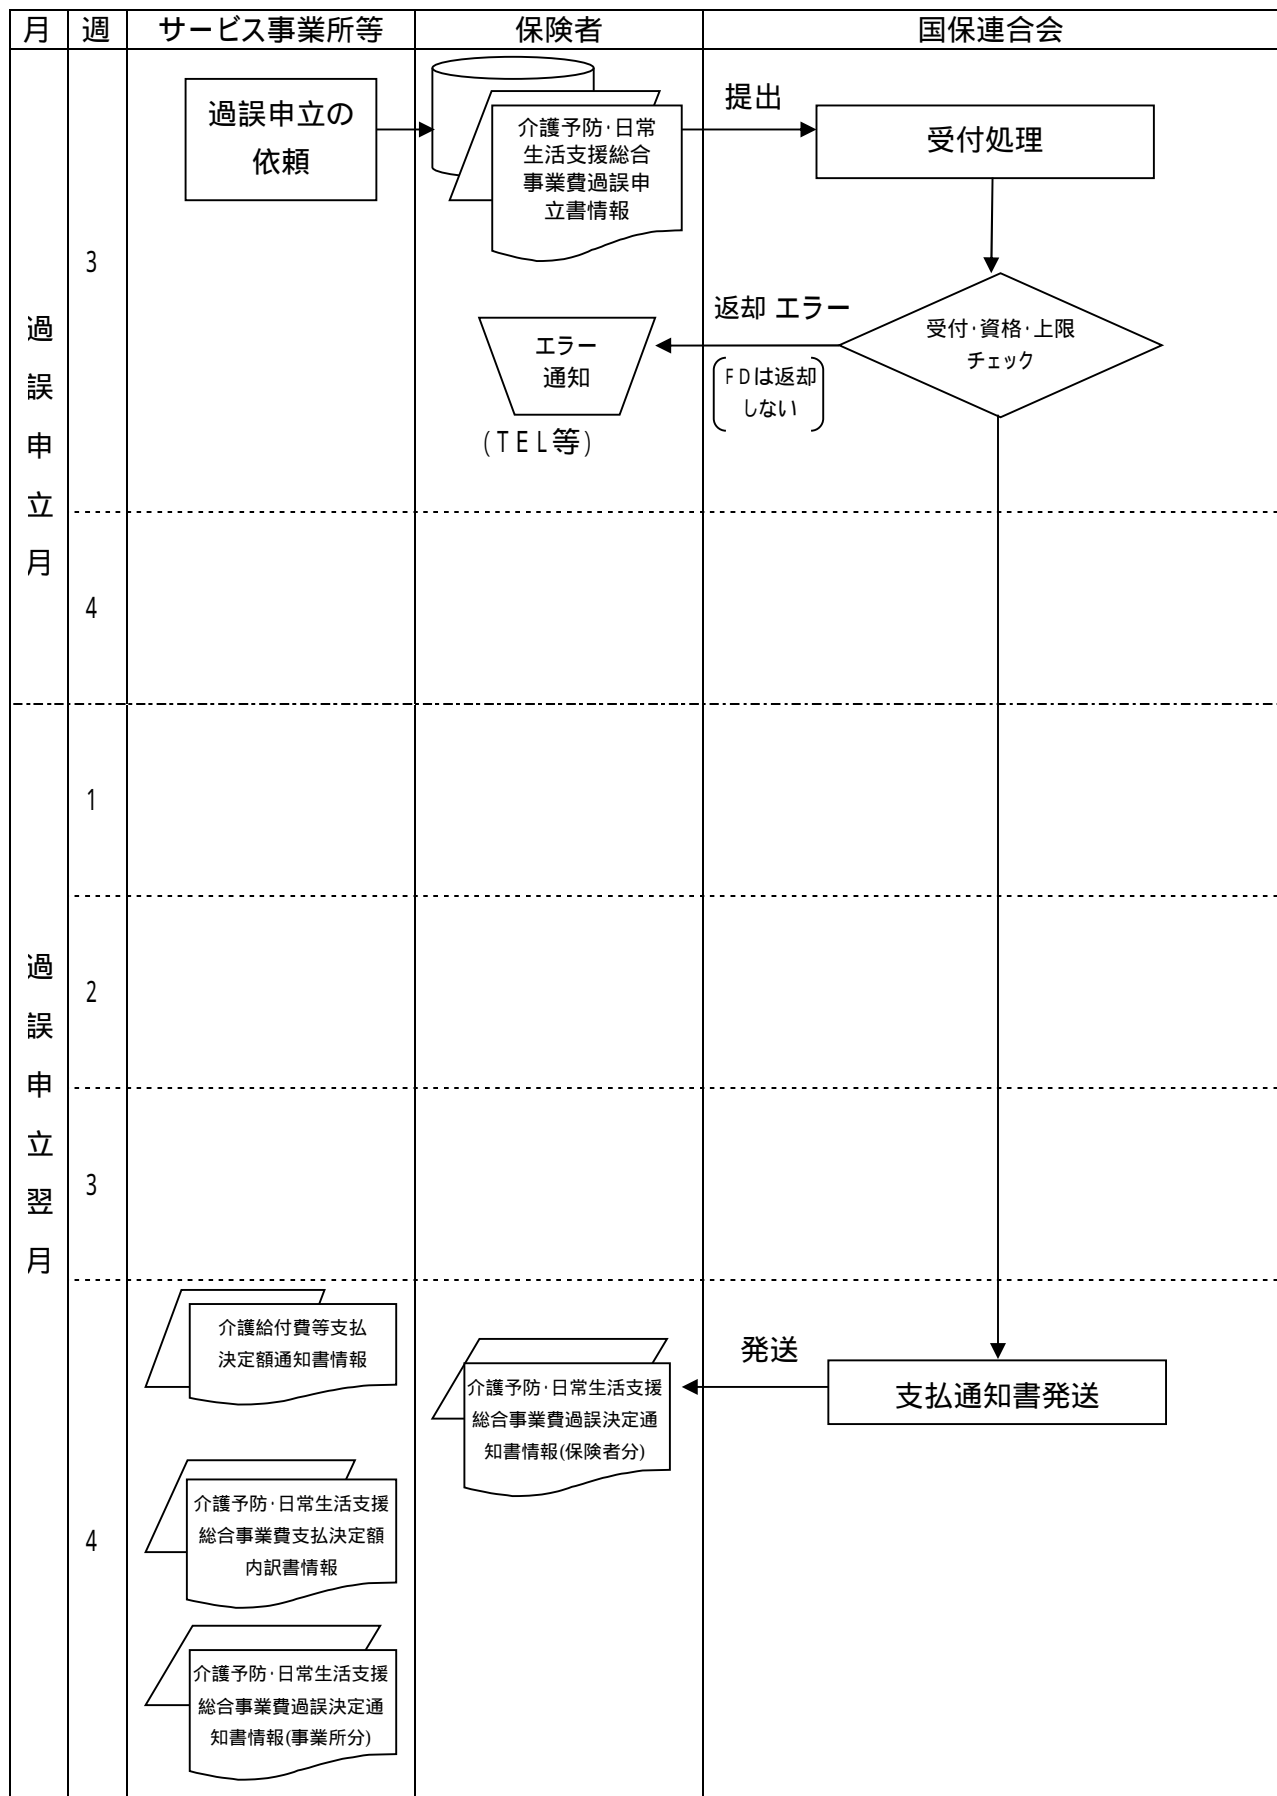 月 週 サービス事業所等 保険者 国保連合会
過誤申立月
3
過誤申立の
依頼
介護予防・日常
生活支援総合
事業費過誤申
立書情報
提出
受付処理
受付・資格・上限
チェック
返却 エラー
FDは返却
しない
エラー
通知
(TEL等)
4
過誤申立翌月
1
2
3
4
介護給付費等支払
決定額通知書情報
介護予防・日常生活支援
総合事業費支払決定額
内訳書情報
介護予防・日常生活支援
総合事業費過誤決定通
知書情報(事業所分)
介護予防・日常生活支援
総合事業費過誤決定通
知書情報(保険者分)
発送
支払通知書発送